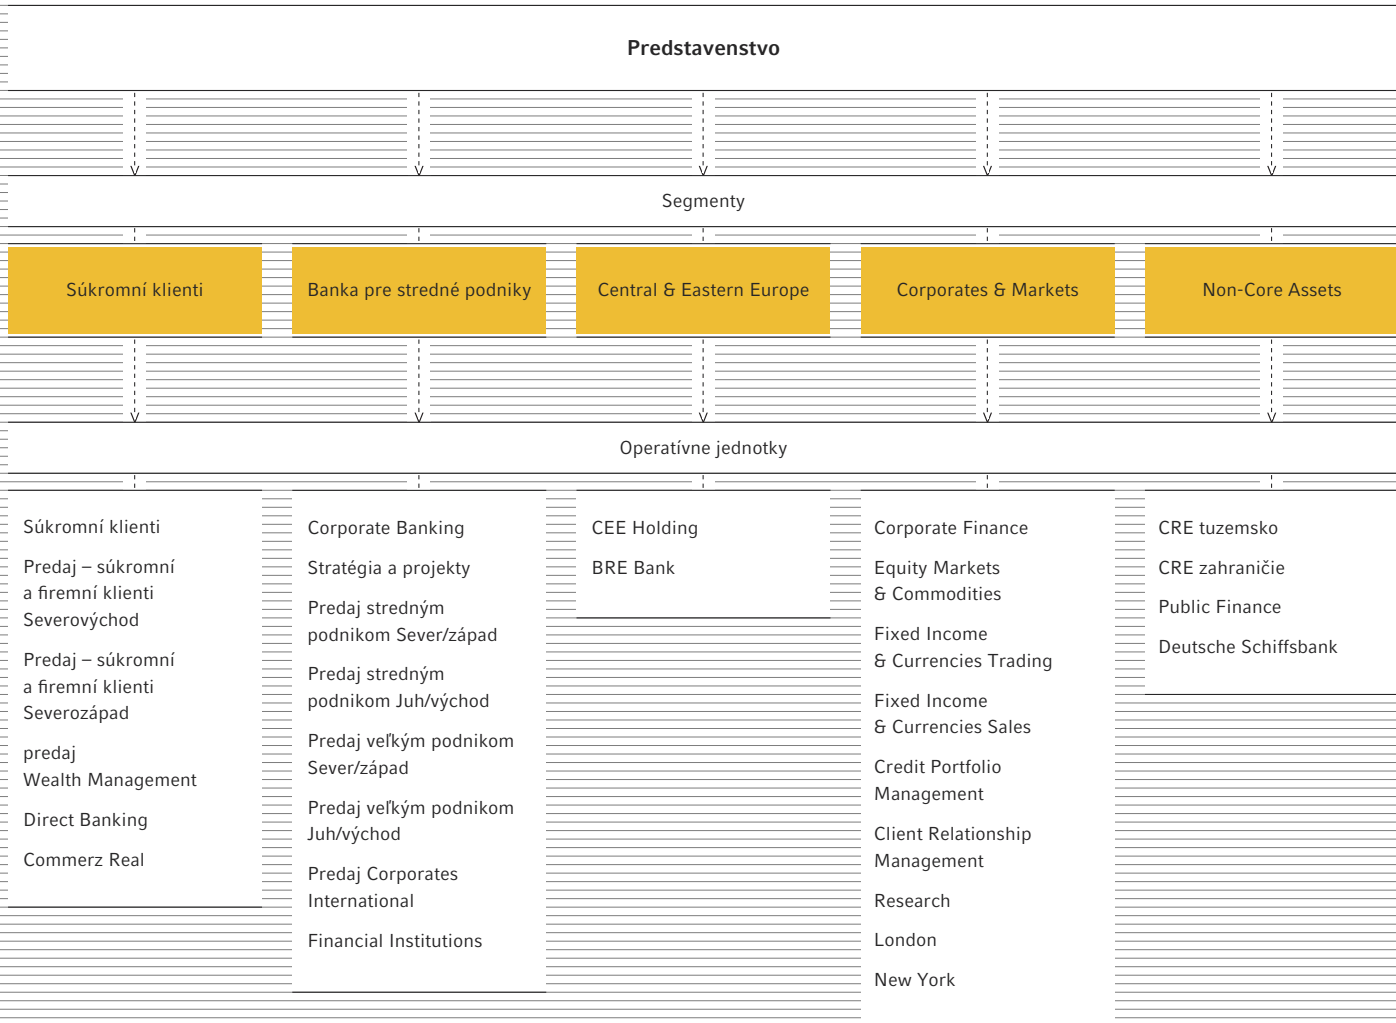 Predstavenstvo
Segmenty
Súkromní klienti
Banka pre stredné podniky
Central & Eastern Europe
Corporates & Markets
Non-Core Assets
Operatívne jednotky
Súkromní klienti
Predaj – súkromní
a firemní klienti
Severovýchod
Predaj – súkromní
a firemní klienti
Severozápad
predaj
Wealth Management
Direct Banking
Commerz Real
Corporate Banking
Stratégia a projekty
Predaj stredným
podnikom Sever/západ
Predaj stredným
podnikom Juh/východ
Predaj veľkým podnikom
Sever/západ
Predaj veľkým podnikom
Juh/východ
Predaj Corporates
International
Financial Institutions
CEE Holding
BRE Bank
Corporate Finance
Equity Markets
& Commodities
Fixed Income
& Currencies Trading
Fixed Income
& Currencies Sales
Credit Portfolio
Management
Client Relationship
Management
Research
London
New York
CRE tuzemsko
CRE zahraničie
Public Finance
Deutsche Schiffsbank